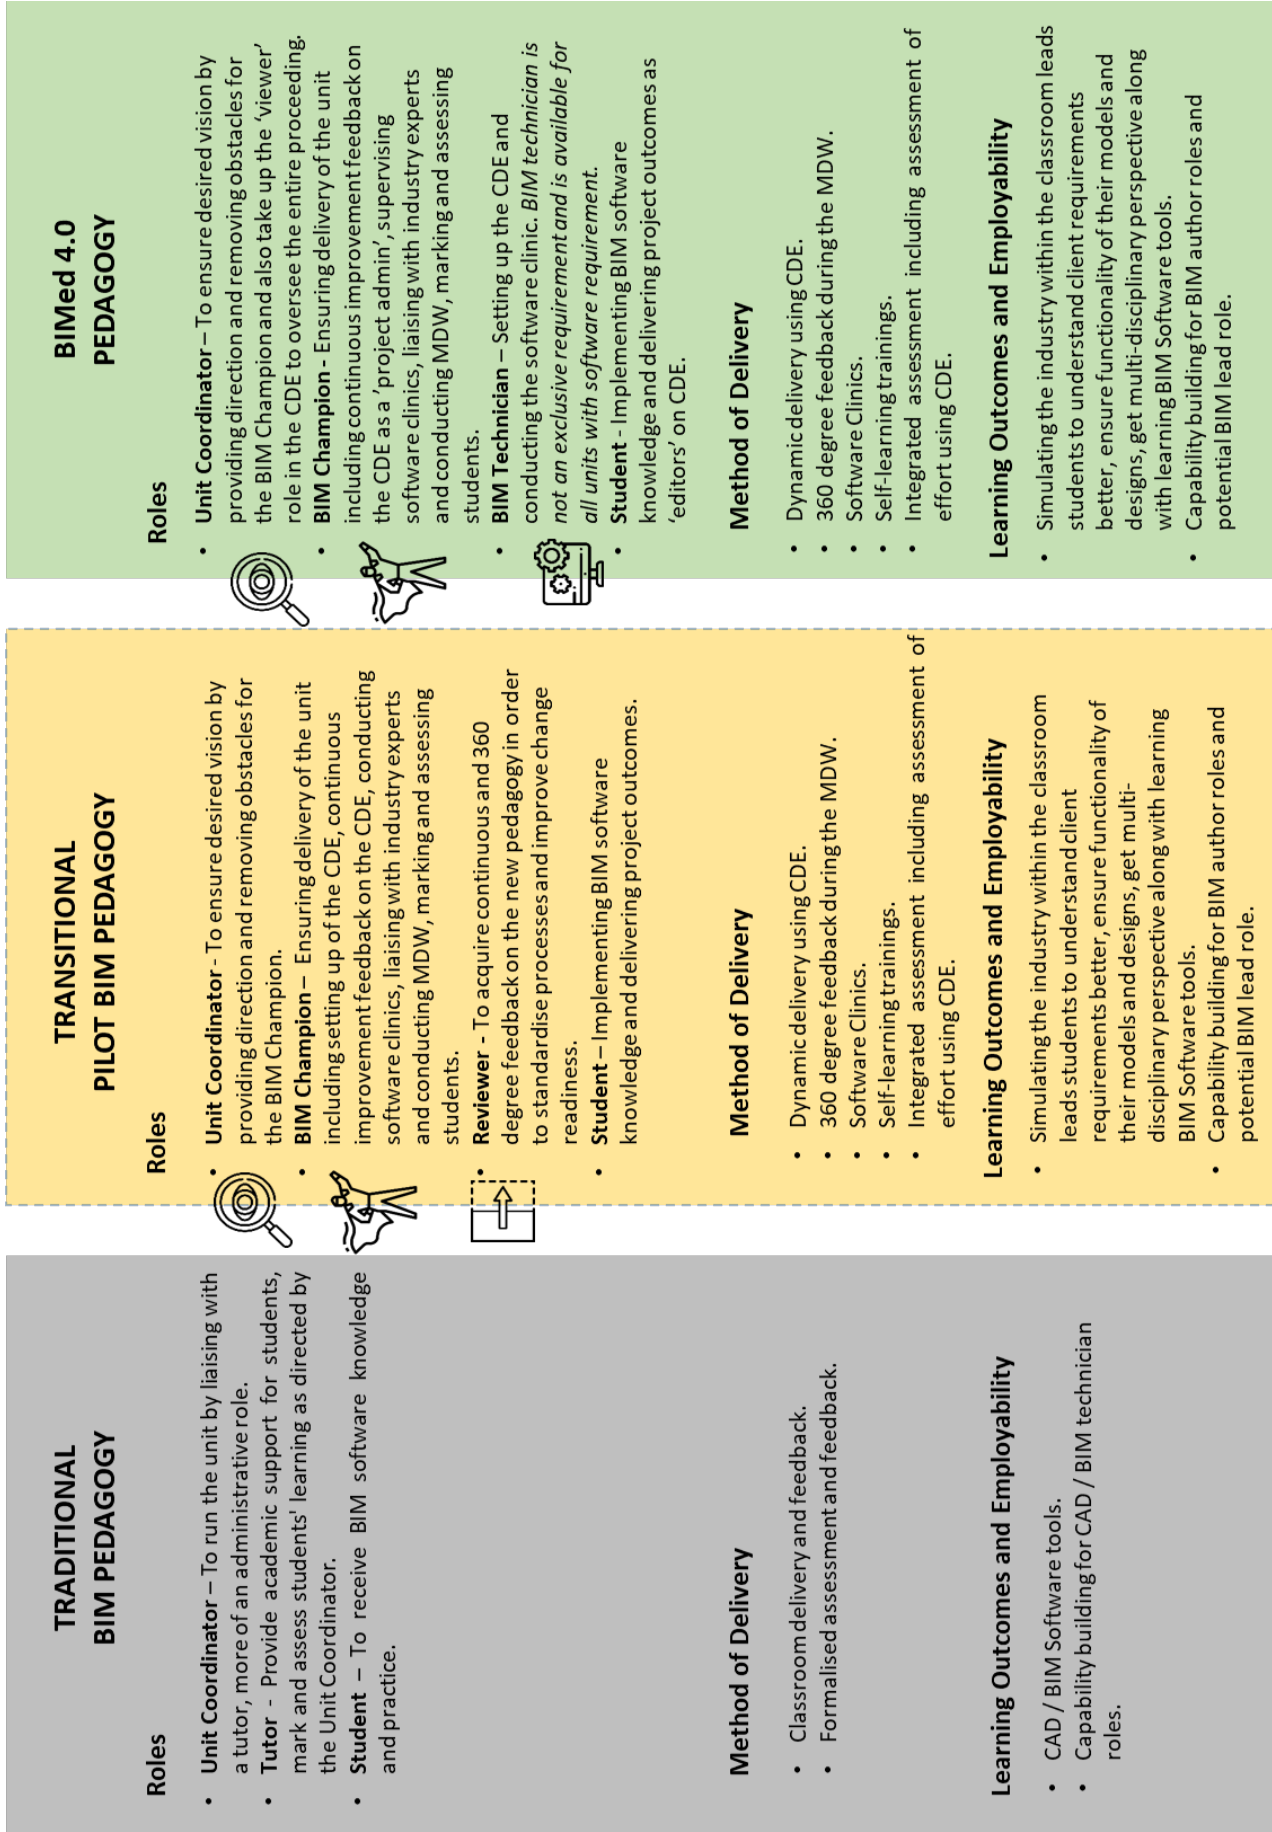 TRADITIONAL
BIM PEDAGOGY
Roles
• Unit Coordinator – To run the unit by liaising with
a tutor, more of an administrative role.
• Tutor - Provide academic support for students,
mark and assess students' learning as directed by
the Unit Coordinator.
• Student – To receive BIM software knowledge
and practice.
Method of Delivery
• Classroom delivery and feedback.
• Formalised assessment and feedback.
Learning Outcomes and Employability
• CAD / BIM Software tools.
• Capability building for CAD / BIM technician
roles.
TRANSITIONAL
PILOT BIM PEDAGOGY
Roles
• Unit Coordinator - To ensure desired vision by
providing direction and removing obstacles for
the BIM Champion.
• BIM Champion – Ensuring delivery of the unit
including setting up of the CDE, continuous
improvement feedback on the CDE, conducting
software clinics, liaising with industry experts
and conducting MDW, marking and assessing
students.
• Reviewer - To acquire continuous and 360
degree feedback on the new pedagogy in order
to standardise processes and improve change
readiness.
• Student – Implementing BIM software
knowledge and delivering project outcomes.
Method of Delivery
• Dynamic delivery using CDE.
• 360 degree feedback during the MDW.
• Software Clinics.
• Self-learning trainings.
• Integrated assessment including assessment of
effort using CDE.
Learning Outcomes and Employability
• Simulating the industry within the classroom
leads students to understand client
requirements better, ensure functionality of
their models and designs, get multi-
disciplinary perspective along with learning
BIM Software tools.
• Capability building for BIM author roles and
potential BIM lead role.
BIMed 4.0
PEDAGOGY
Roles
• Unit Coordinator – To ensure desired vision by
providing direction and removing obstacles for
the BIM Champion and also take up the ‘viewer’
role in the CDE to oversee the entire proceeding.
• BIM Champion - Ensuring delivery of the unit
including continuous improvement feedback on
the CDE as a ‘project admin’, supervising
software clinics, liaising with industry experts
and conducting MDW, marking and assessing
students.
• BIM Technician – Setting up the CDE and
conducting the software clinic. BIM technician is
not an exclusive requirement and is available for
all units with software requirement.
• Student - Implementing BIM software
knowledge and delivering project outcomes as
‘editors’ on CDE.
Method of Delivery
• Dynamic delivery using CDE.
• 360 degree feedback during the MDW.
• Software Clinics.
• Self-learning trainings.
• Integrated assessment including assessment of
effort using CDE.
Learning Outcomes and Employability
• Simulating the industry within the classroom leads
students to understand client requirements
better, ensure functionality of their models and
designs, get multi-disciplinary perspective along
with learning BIM Software tools.
• Capability building for BIM author roles and
potential BIM lead role.